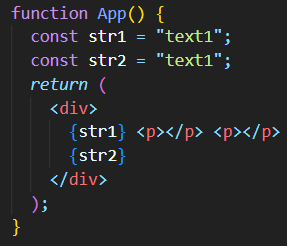 function App() {
const str1 = "text1";
const str2 = "text1";
return (
<div>
{str1} <p></p> <p></p>
{str2}
</div>
);
}